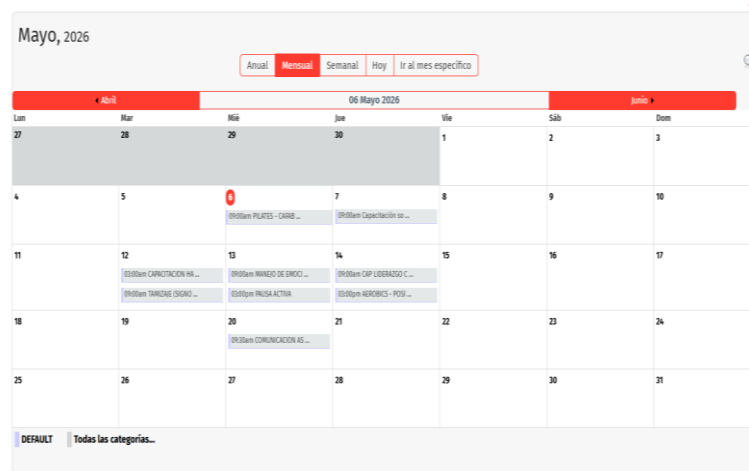 Mayo, 2026
Anual Mensual Semanal Hoy Ir al mes específico
Abril 06 Mayo 2026 Junio
Lun Mar Mié Jue Vie Sáb Dom
27 28 29 30 1 2 3
4 5 6 7 8 9 10
09:00am PILATES - CARAB ... 09:00am Capacitación so ...
11 12 13 14 15 16 17
03:00am CAPACITACION HA ... 09:00am MANEJO DE EMOCI ... 09:00am CAP LIDERAZGO C ...
09:00am TAMIZAJE (SIGNO ... 03:00pm PAUSA ACTIVA 03:00pm AEROBICS - POSI ...
18 19 20 21 22 23 24
09:30am COMUNICACION AS ...
25 26 27 28 29 30 31
DEFAULT Todas las categorías...